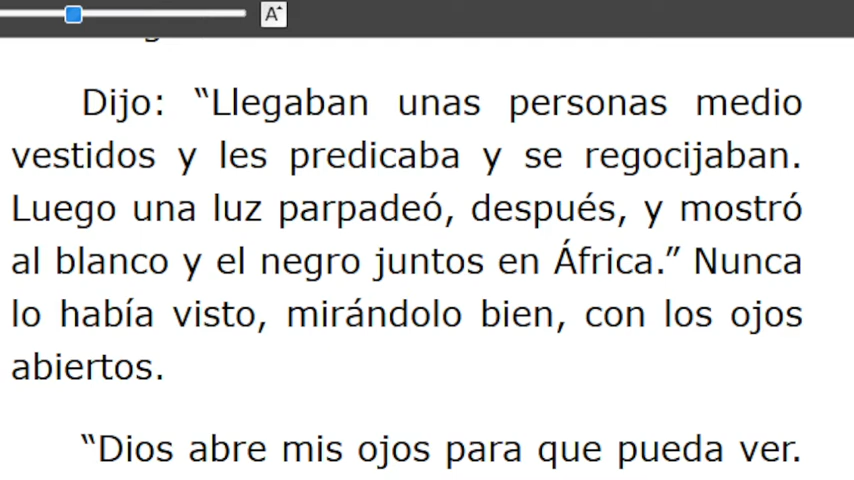 A
Dijo: “Llegaban unas personas medio
vestidos y les predicaba y se regocijaban.
Luego una luz parpadeó, después, y mostró
al blanco y el negro juntos en África.” Nunca
lo había visto, mirándolo bien, con los ojos
abiertos.
“Dios abre mis ojos para que pueda ver.